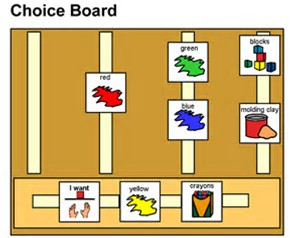 Choice Board
green
blocks
red
blue
molding clay
I want
yellow
crayons